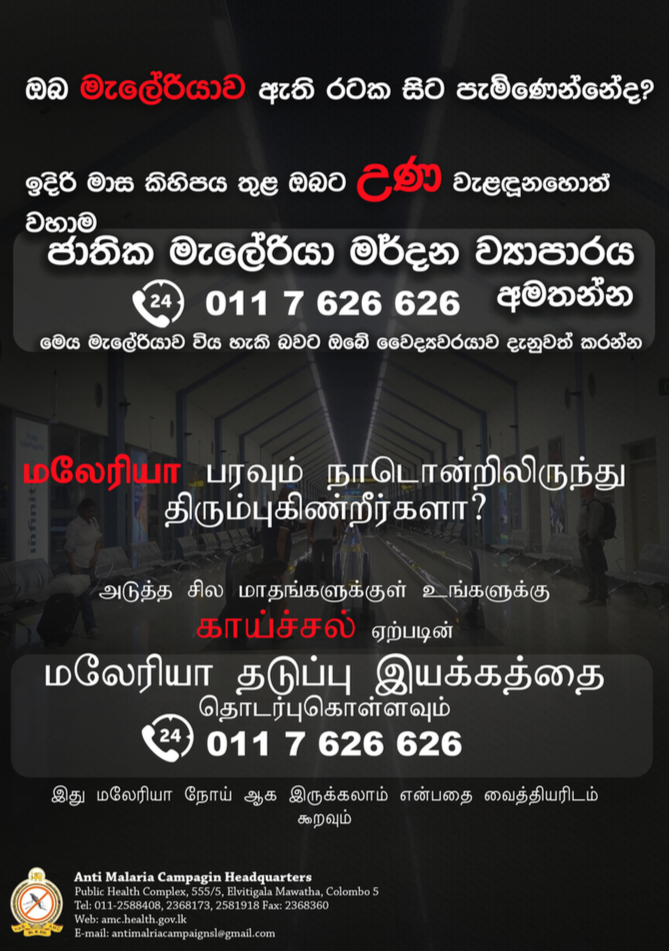 ඔබ මැලේරියාව ඇති රටක සිට පැමිණෙන්නේද?
ඉදිරි මාස කිහිපය තුළ ඔබට උණ වැළඳුනහොත්
වහාම
ජාතික මැලේරියා මර්දන ව්‍යාපාරය
24 011 7 626 626 අමතන්න
මෙය මැලේරියාව විය හැකි බවට ඔබේ වෛද්‍යවරයාව දැනුවත් කරන්න
மலேரியா பரவும் நாடொன்றிலிருந்து
திரும்புகிண்றீர்களா?
அடுத்த சில மாதங்களுக்குள் உங்களுக்கு
காய்ச்சல் ஏற்படின்
மலேரியா தடுப்பு இயக்கத்தை
தொடர்புகொள்ளவும்
24 011 7 626 626
இது மலேரியா நோய் ஆக இருக்கலாம் என்பதை வைத்தியரிடம்
கூறவும்
Anti Malaria Campagin Headquarters
Public Health Complex, 555/5, Elvitigala Mawatha, Colombo 5
Tel: 011-2588408, 2368173, 2581918 Fax: 2368360
Web: amc.health.gov.lk
E-mail: antimalriacampaignsl@gmail.com